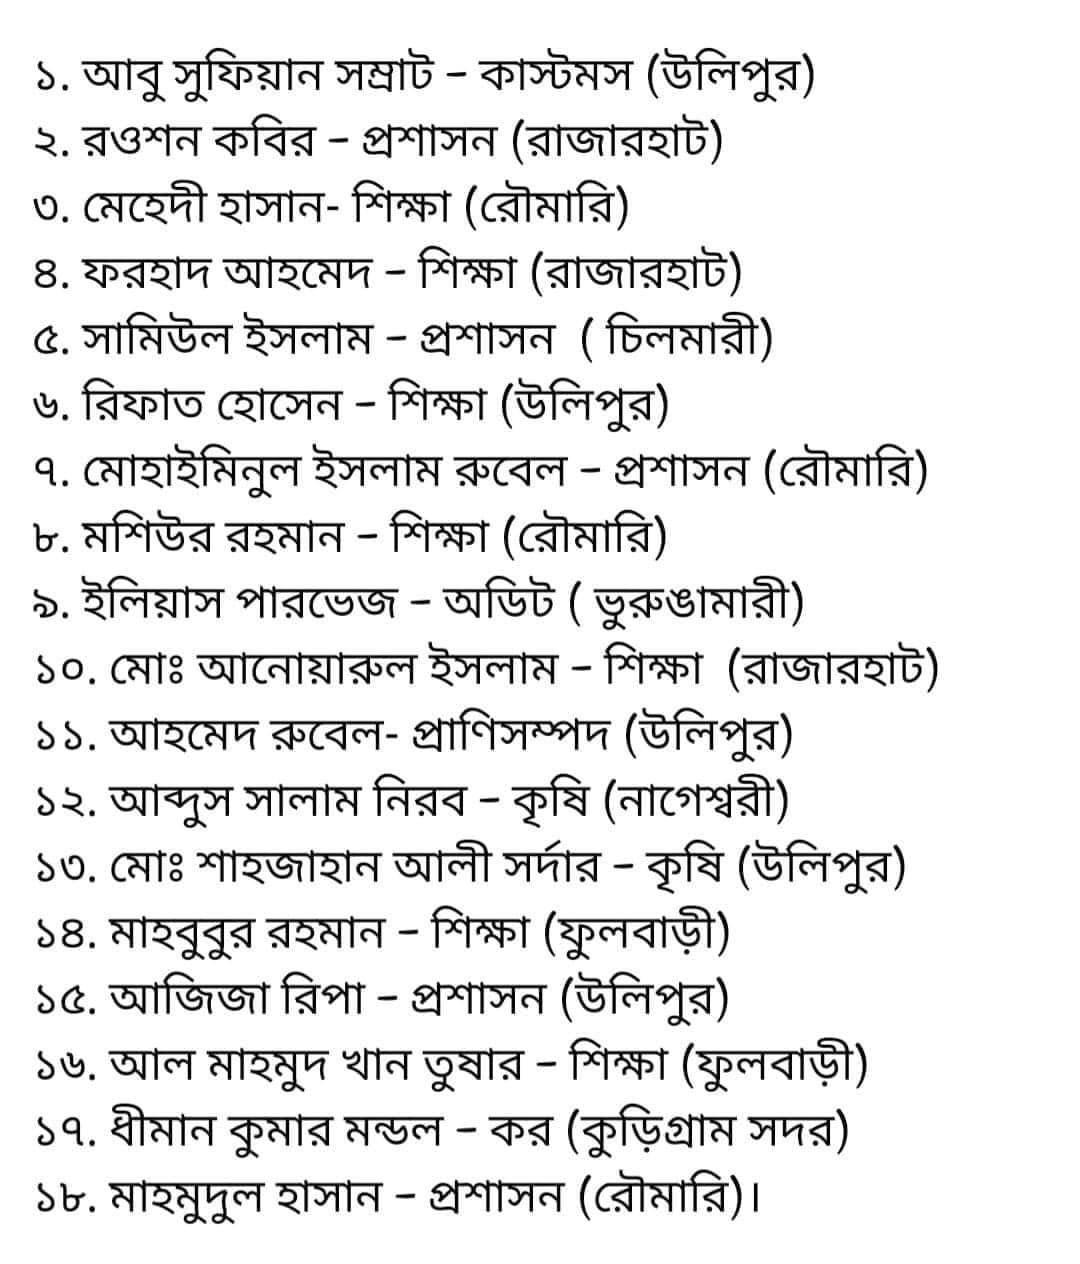 ১. আবু সুফিয়ান সম্রাট – কাস্টমস (উলিপুর)
২. রওশন কবির – প্রশাসন (রাজারহাট)
৩. মেহেদী হাসান- শিক্ষা (রৌমারি)
৪. ফরহাদ আহমেদ – শিক্ষা (রাজারহাট)
৫. সামিউল ইসলাম – প্রশাসন  ( চিলমারী)
৬. রিফাত হোসেন – শিক্ষা (উলিপুর)
৭. মোহাইমিনুল ইসলাম রুবেল – প্রশাসন (রৌমারি)
৮. মশিউর রহমান – শিক্ষা (রৌমারি)
৯. ইলিয়াস পারভেজ – অডিট ( ভুরুঙামারী)
১০. মোঃ আনোয়ারুল ইসলাম – শিক্ষা  (রাজারহাট)
১১. আহমেদ রুবেল- প্রাণিসম্পদ (উলিপুর)
১২. আব্দুস সালাম নিরব – কৃষি (নাগেশ্বরী)
১৩. মোঃ শাহজাহান আলী সর্দার – কৃষি (উলিপুর)
১৪. মাহবুবুর রহমান – শিক্ষা (ফুলবাড়ী)
১৫. আজিজা রিপা – প্রশাসন (উলিপুর)
১৬. আল মাহমুদ খান তুষার – শিক্ষা (ফুলবাড়ী)
১৭. ধীমান কুমার মন্ডল – কর (কুড়িগ্রাম সদর)
১৮. মাহমুদুল হাসান – প্রশাসন (রৌমারি)।